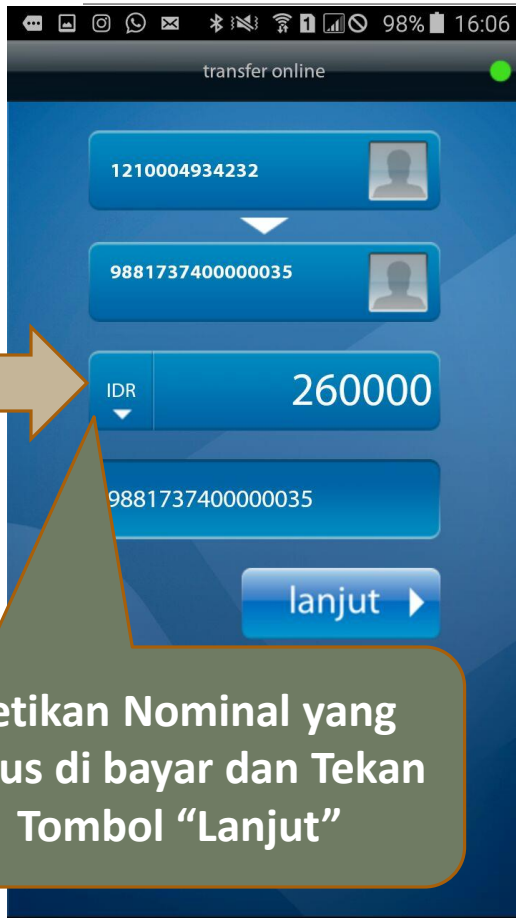 98% 16:06
transfer online
1210004934232
9881737400000035
IDR 260000
9881737400000035
lanjut
etikan Nominal yang
us di bayar dan Tekan
Tombol “Lanjut”